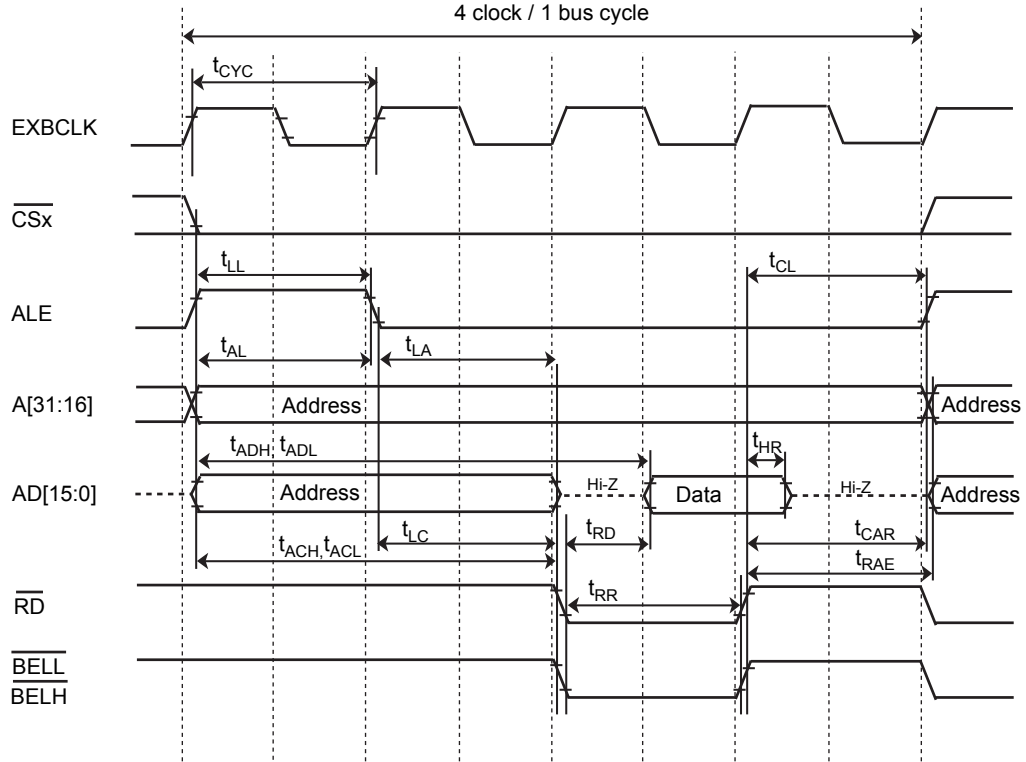 4 clock / 1 bus cycle
tCYC
EXBCLK
CSx
tLL
tCL
ALE
tAL
tLA
A[31:16]
Address
Address
tADH, tADL
tHR
AD[15:0]
Address
Hi-Z
Data
Hi-Z
Address
tLC
tRD
tCAR
tACH,tACL
tRAE
RD
tRR
BELL
BELH